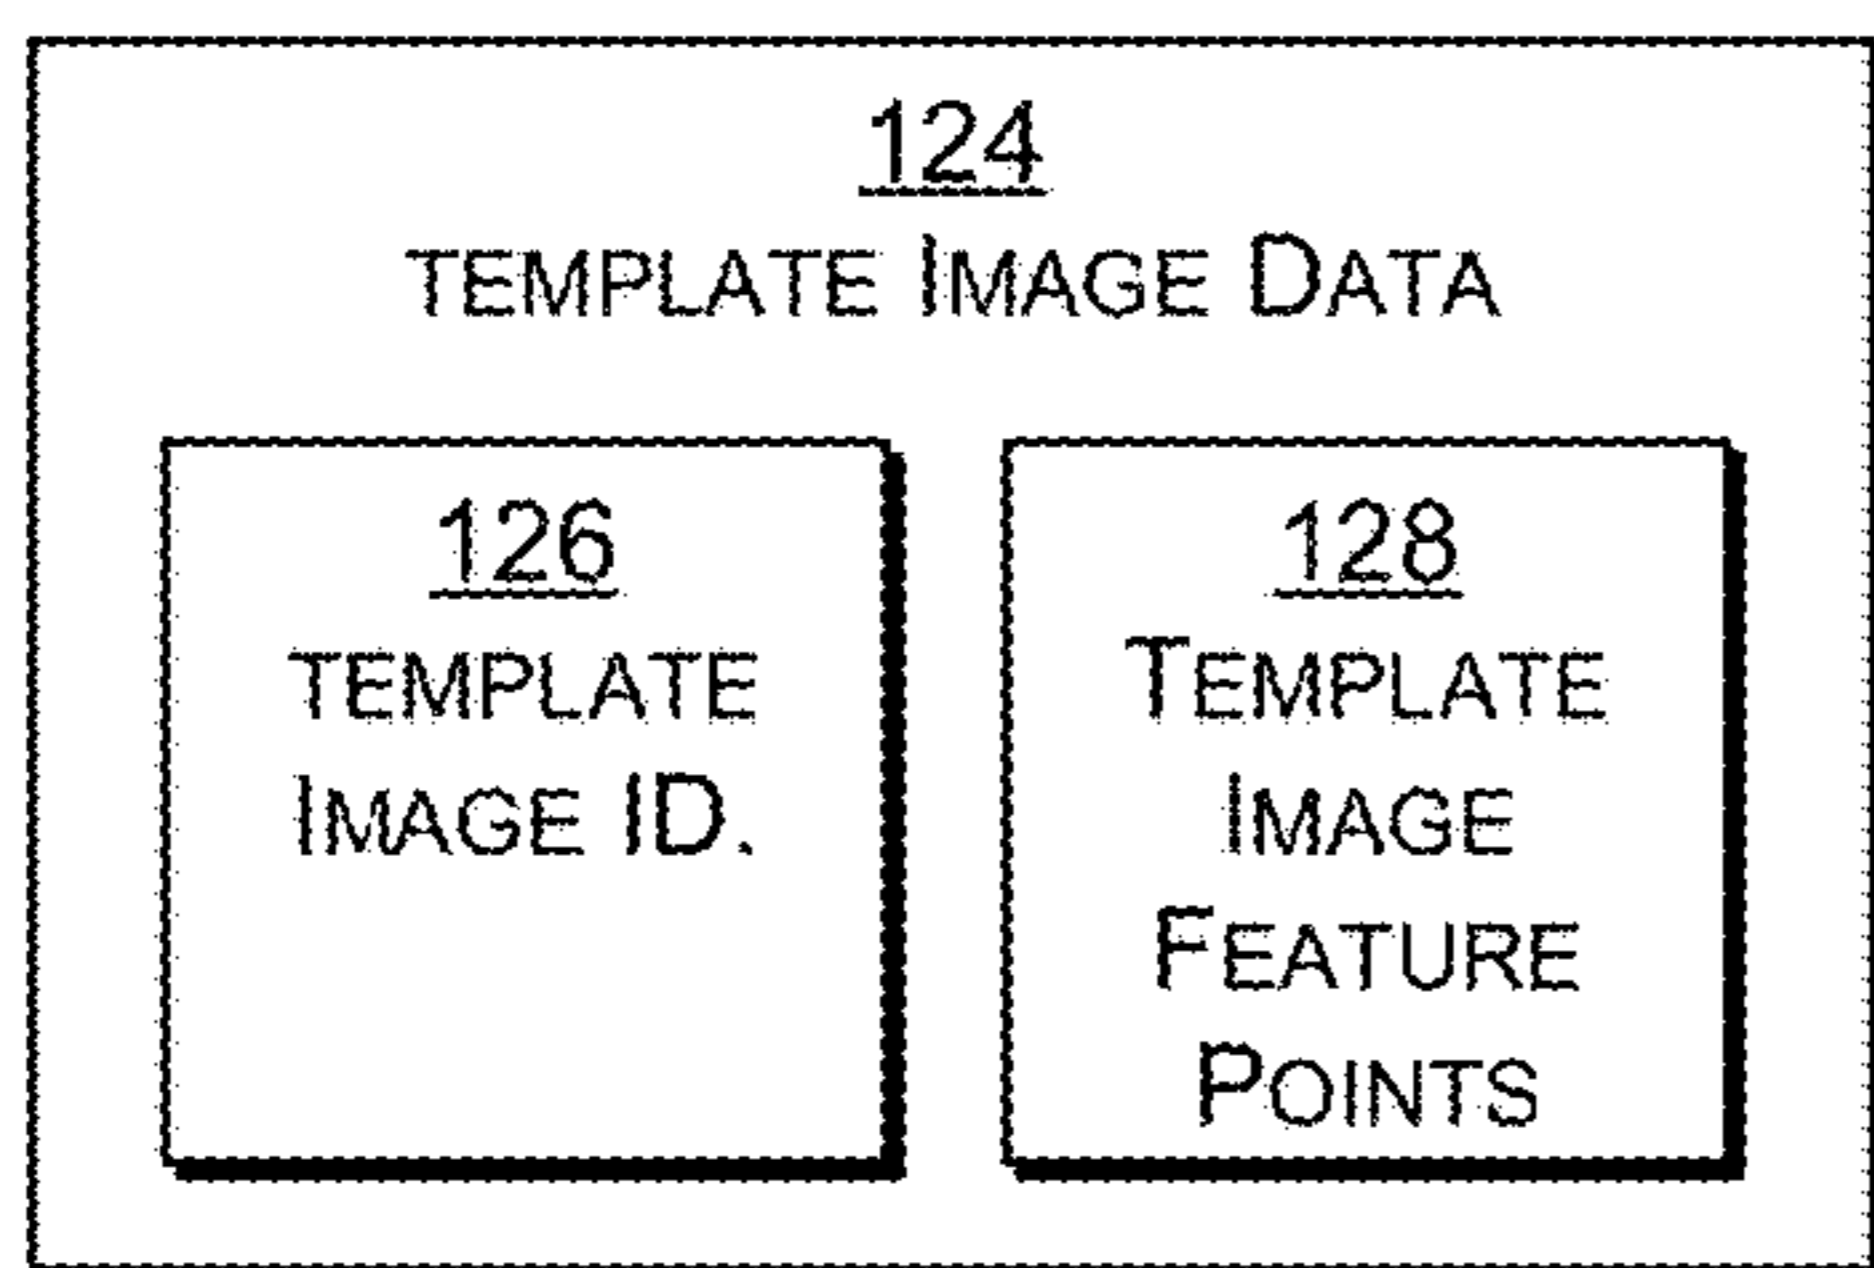 124
TEMPLATE IMAGE DATA
126
TEMPLATE
IMAGE ID.
128
TEMPLATE
IMAGE
FEATURE
POINTS